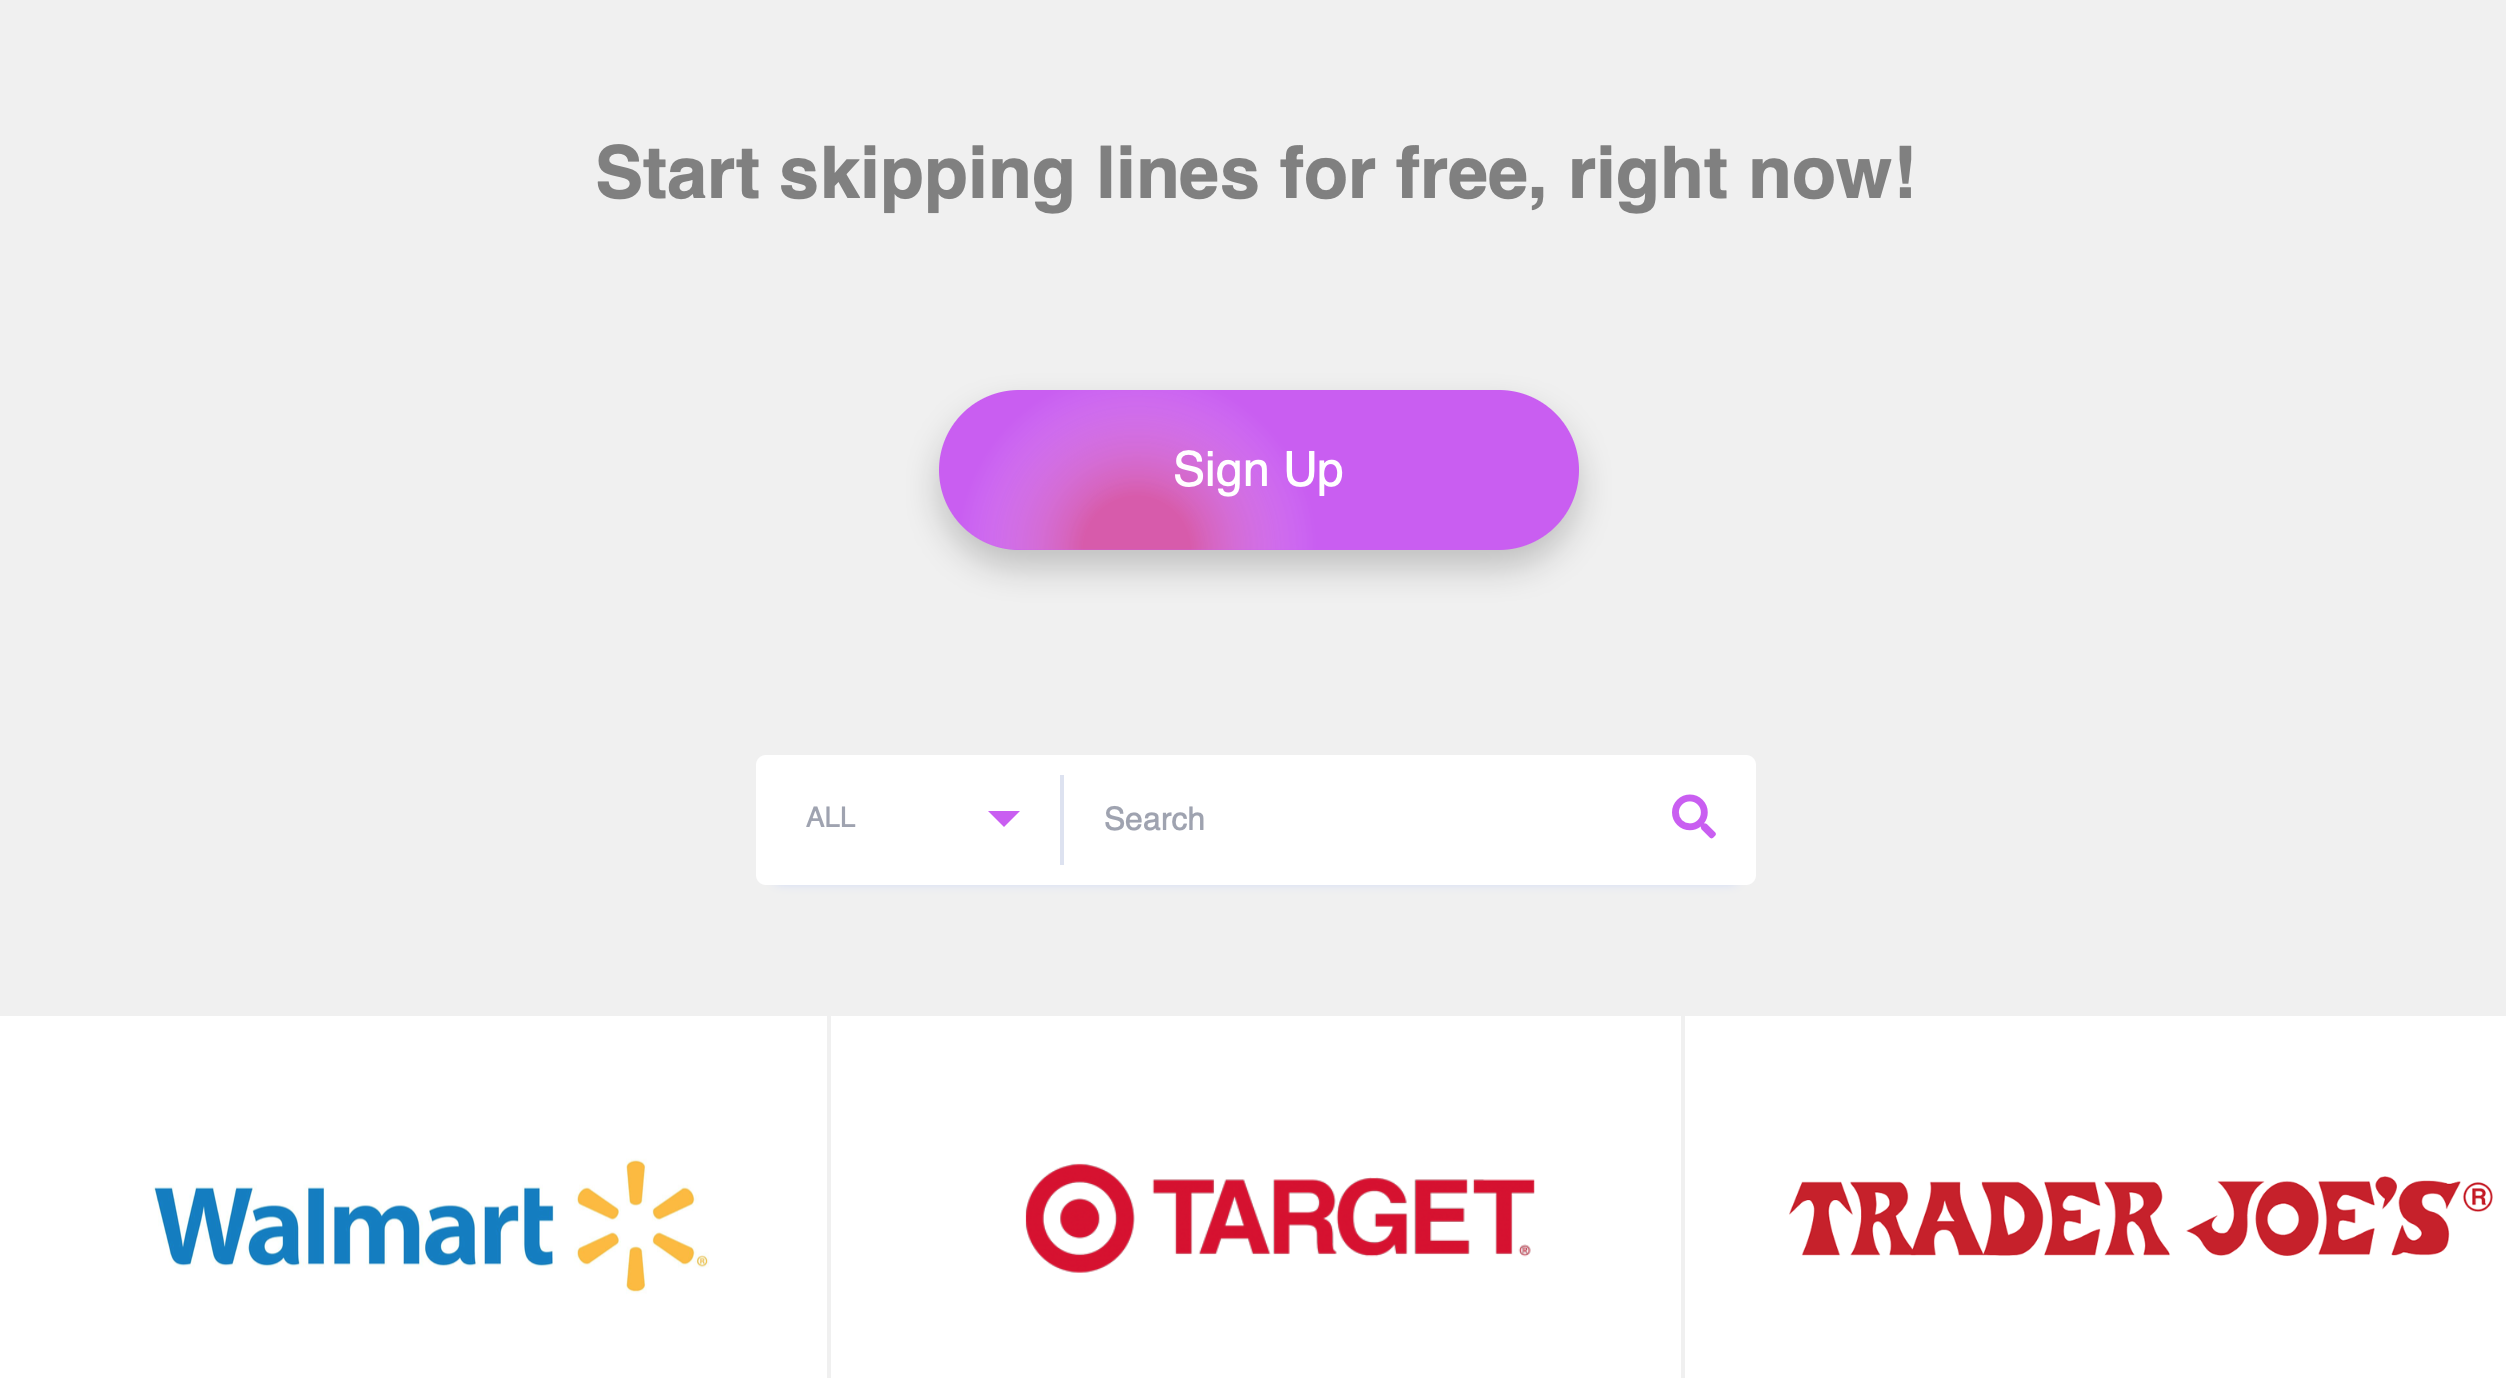 Start skipping lines for free, right now!
Sign Up
ALL
Search
Walmart ®
TARGET ®
TRADER JOE'S ®